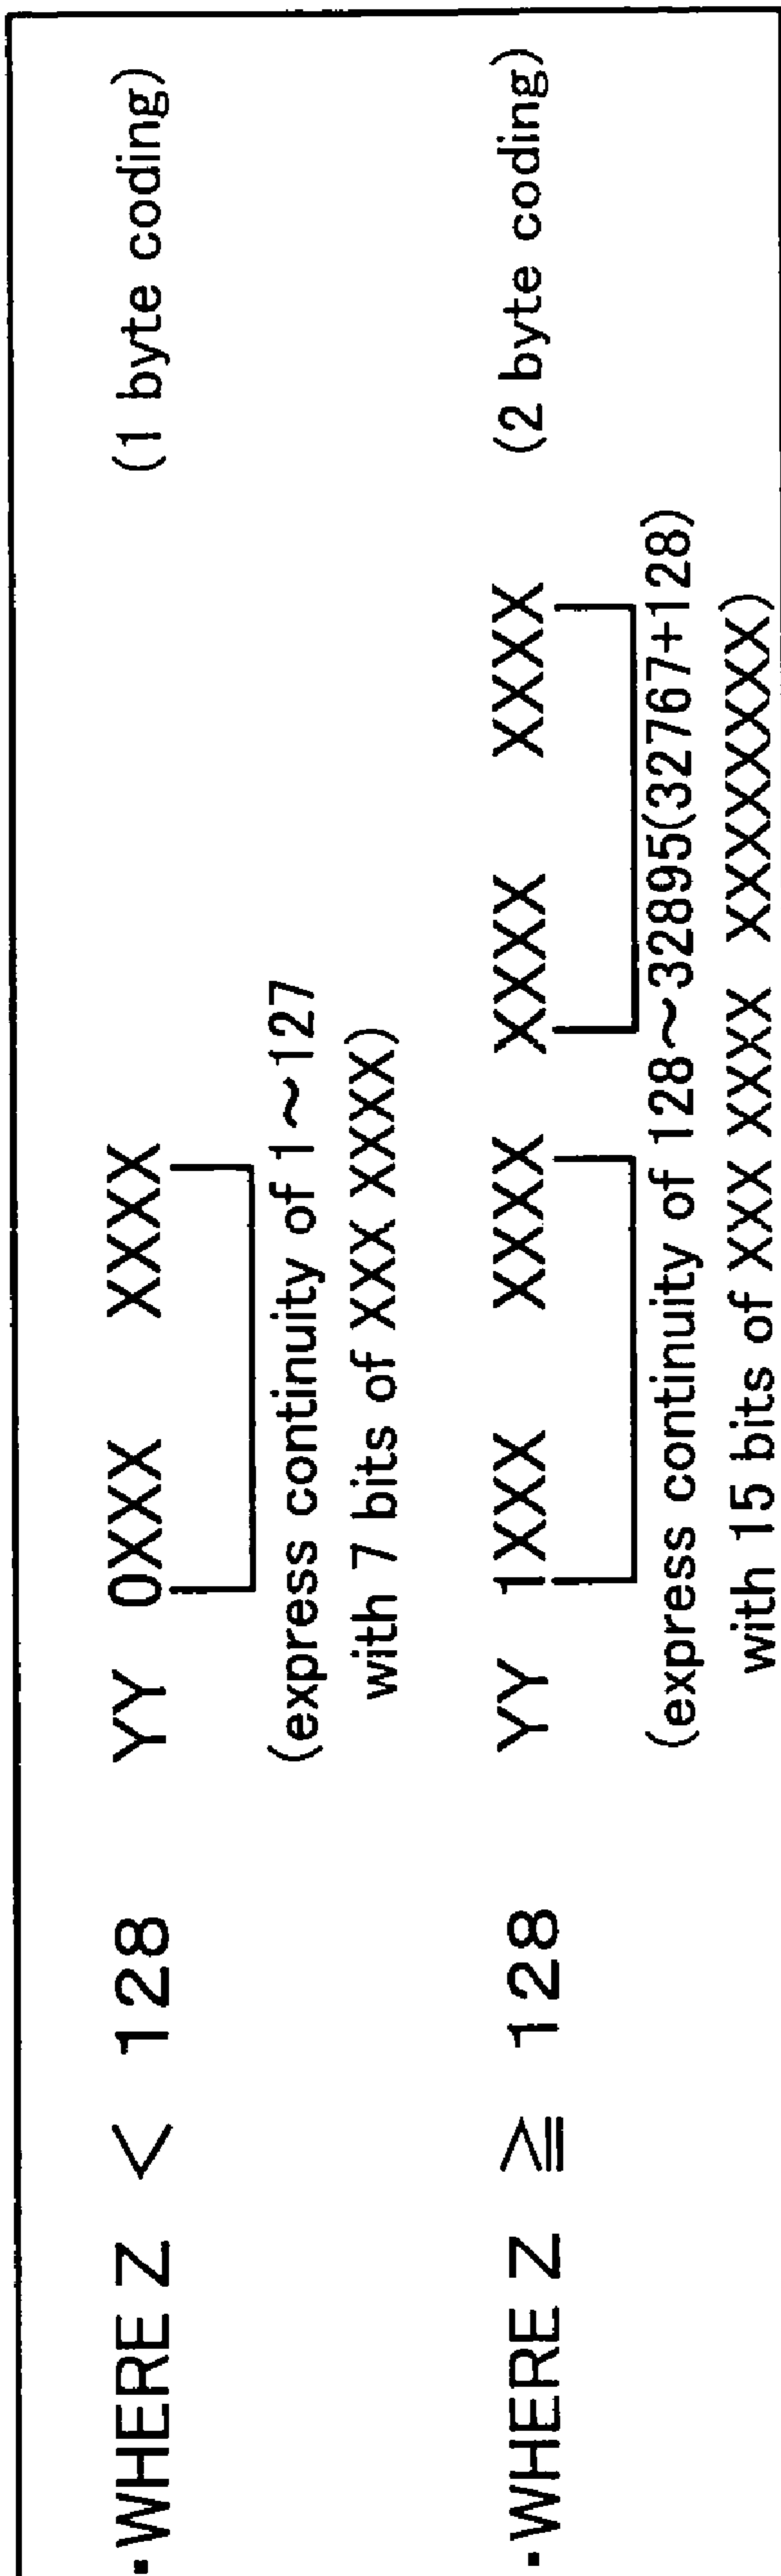 ·WHERE Z < 128 YY 0XXX XXXX (1 byte coding)
(express continuity of 1~127
with 7 bits of XXX XXXX)
·WHERE Z ≧ 128 YY 1XXX XXXX XXXX XXXX (2 byte coding)
(express continuity of 128~32895(32767+128)
with 15 bits of XXX XXXX XXXXXXXX)